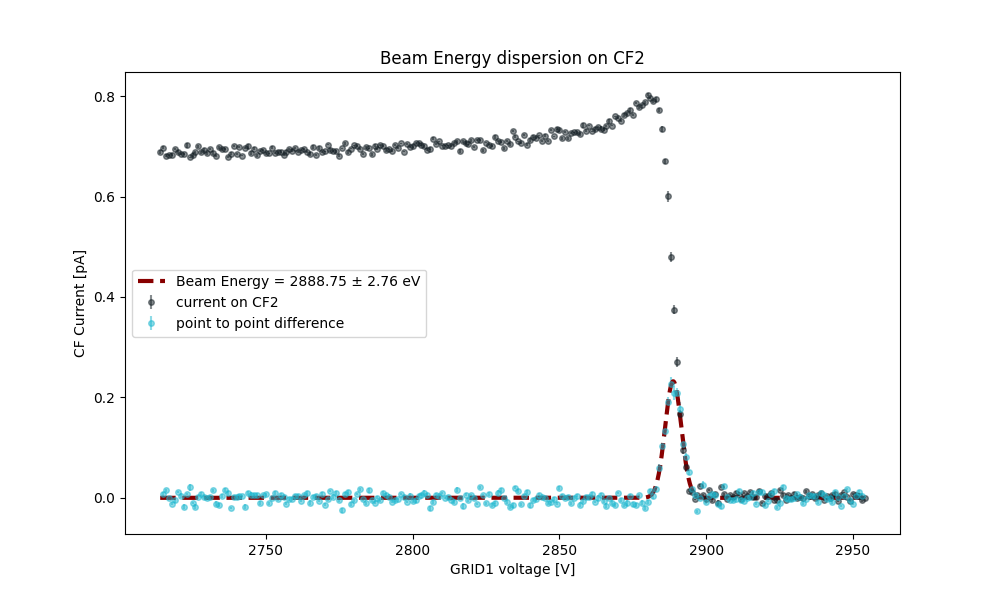 Beam Energy dispersion on CF2
0.8
0.6
0.4
0.2
0.0
CF Current [pA]
Beam Energy = 2888.75 ± 2.76 eV
current on CF2
point to point difference
2750 2800 2850 2900 2950
GRID1 voltage [V]